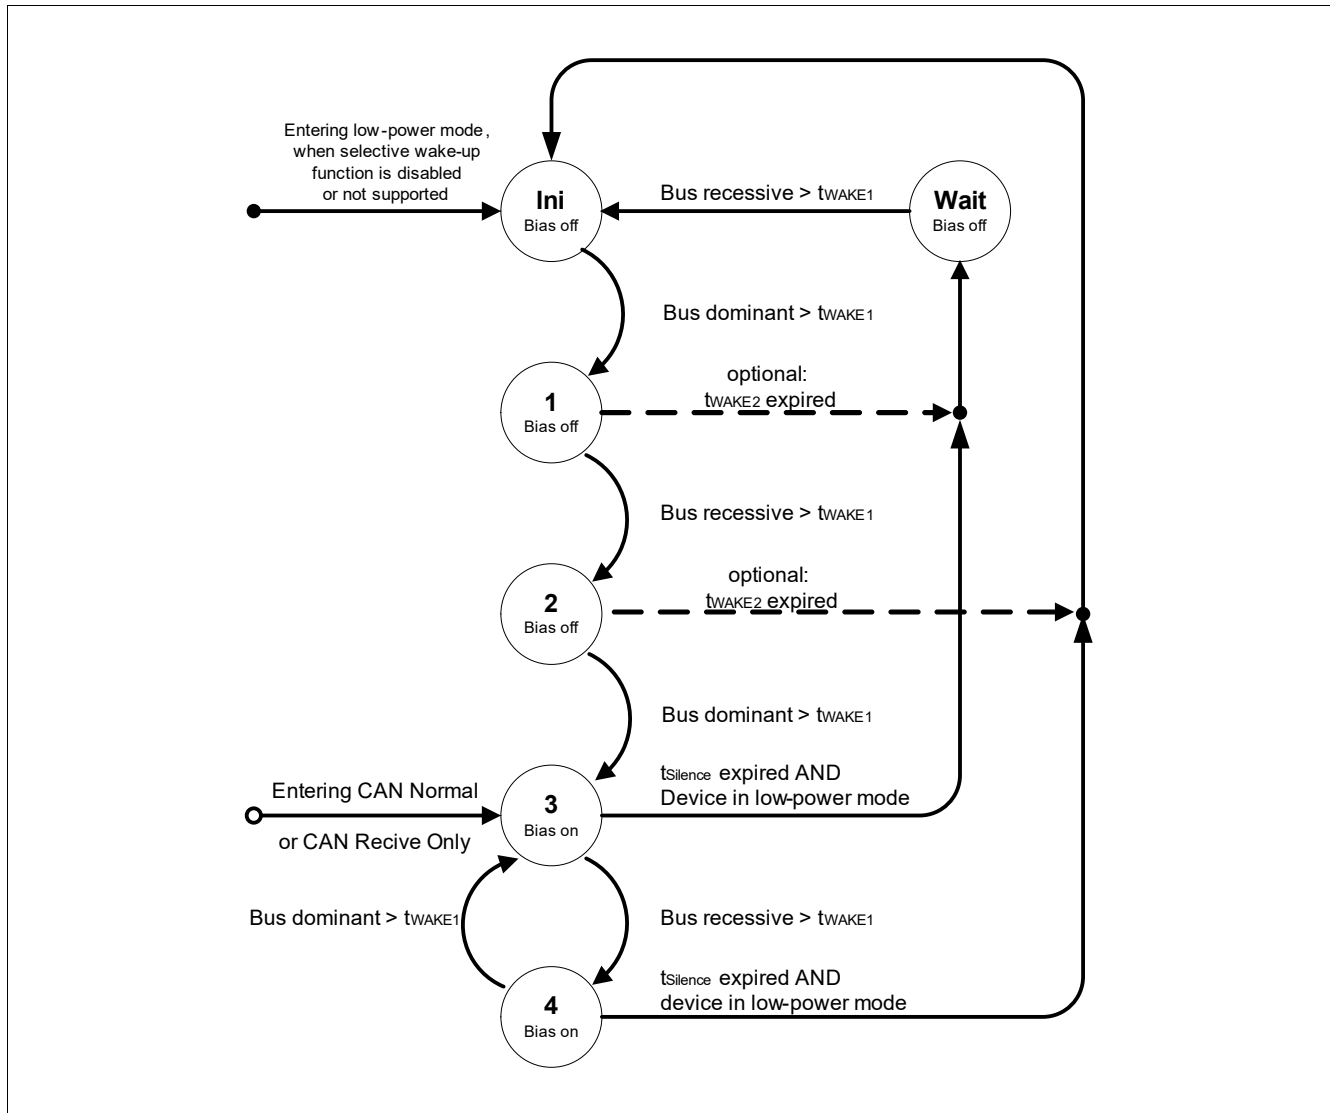 Entering low-power mode,
when selective wake-up
function is disabled
or not supported
Ini
Bias off
Bus recessive > tWAKE1
Wait
Bias off
Bus dominant > tWAKE1
1
Bias off
optional:
tWAKE2 expired
Bus recessive > tWAKE1
2
Bias off
optional:
tWAKE2 expired
Bus dominant > tWAKE1
Entering CAN Normal
or CAN Recive Only
3
Bias on
tSilence expired AND
Device in low-power mode
Bus dominant > tWAKE1
Bus recessive > tWAKE1
4
Bias on
tSilence expired AND
device in low-power mode